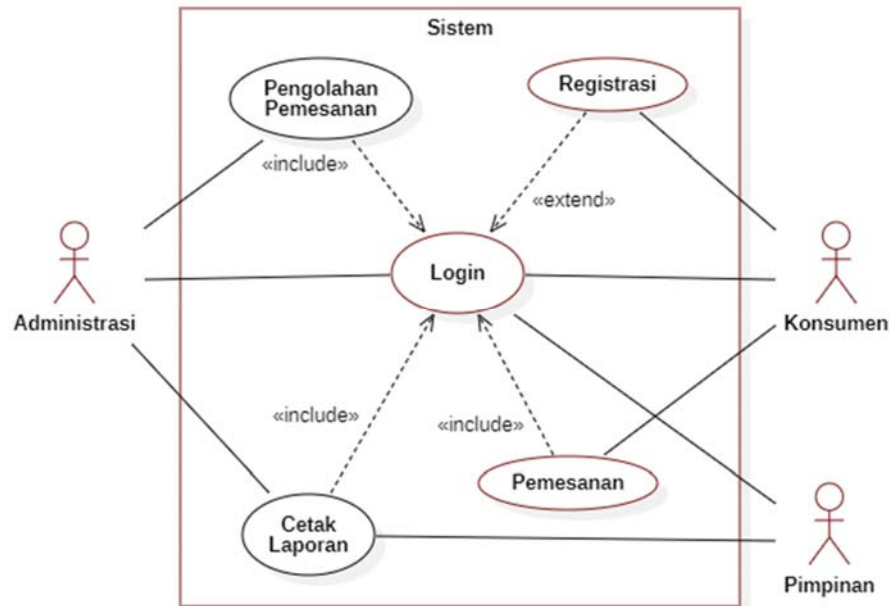 Sistem
Pengolahan
Pemesanan
Registrasi
«include»
«extend»
Login
Administrasi
Konsumen
«include»
«include»
Pemesanan
Cetak
Laporan
Pimpinan